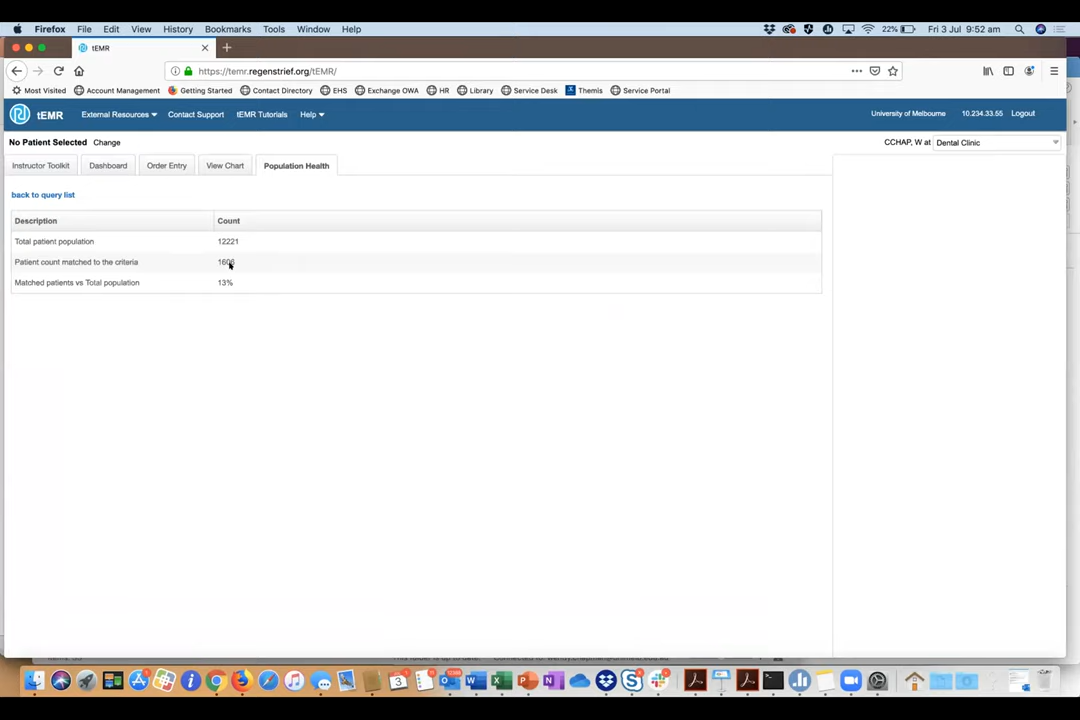 Firefox File Edit View History Bookmarks Tools Window Help 22% Fri 3 Jul 9:52 am
tEMR
https://temr.regenstrief.org/tEMR/
Most Visited Account Management Getting Started Contact Directory EHS Exchange OWA HR Library Service Desk Themis Service Portal
tEMR External Resources Contact Support tEMR Tutorials Help University of Melbourne 10.234.33.55 Logout
No Patient Selected Change CCHAP, W at Dental Clinic
Instructor Toolkit Dashboard Order Entry View Chart Population Health
back to query list
Description Count
Total patient population 12221
Patient count matched to the criteria 1606
Matched patients vs Total population 13%